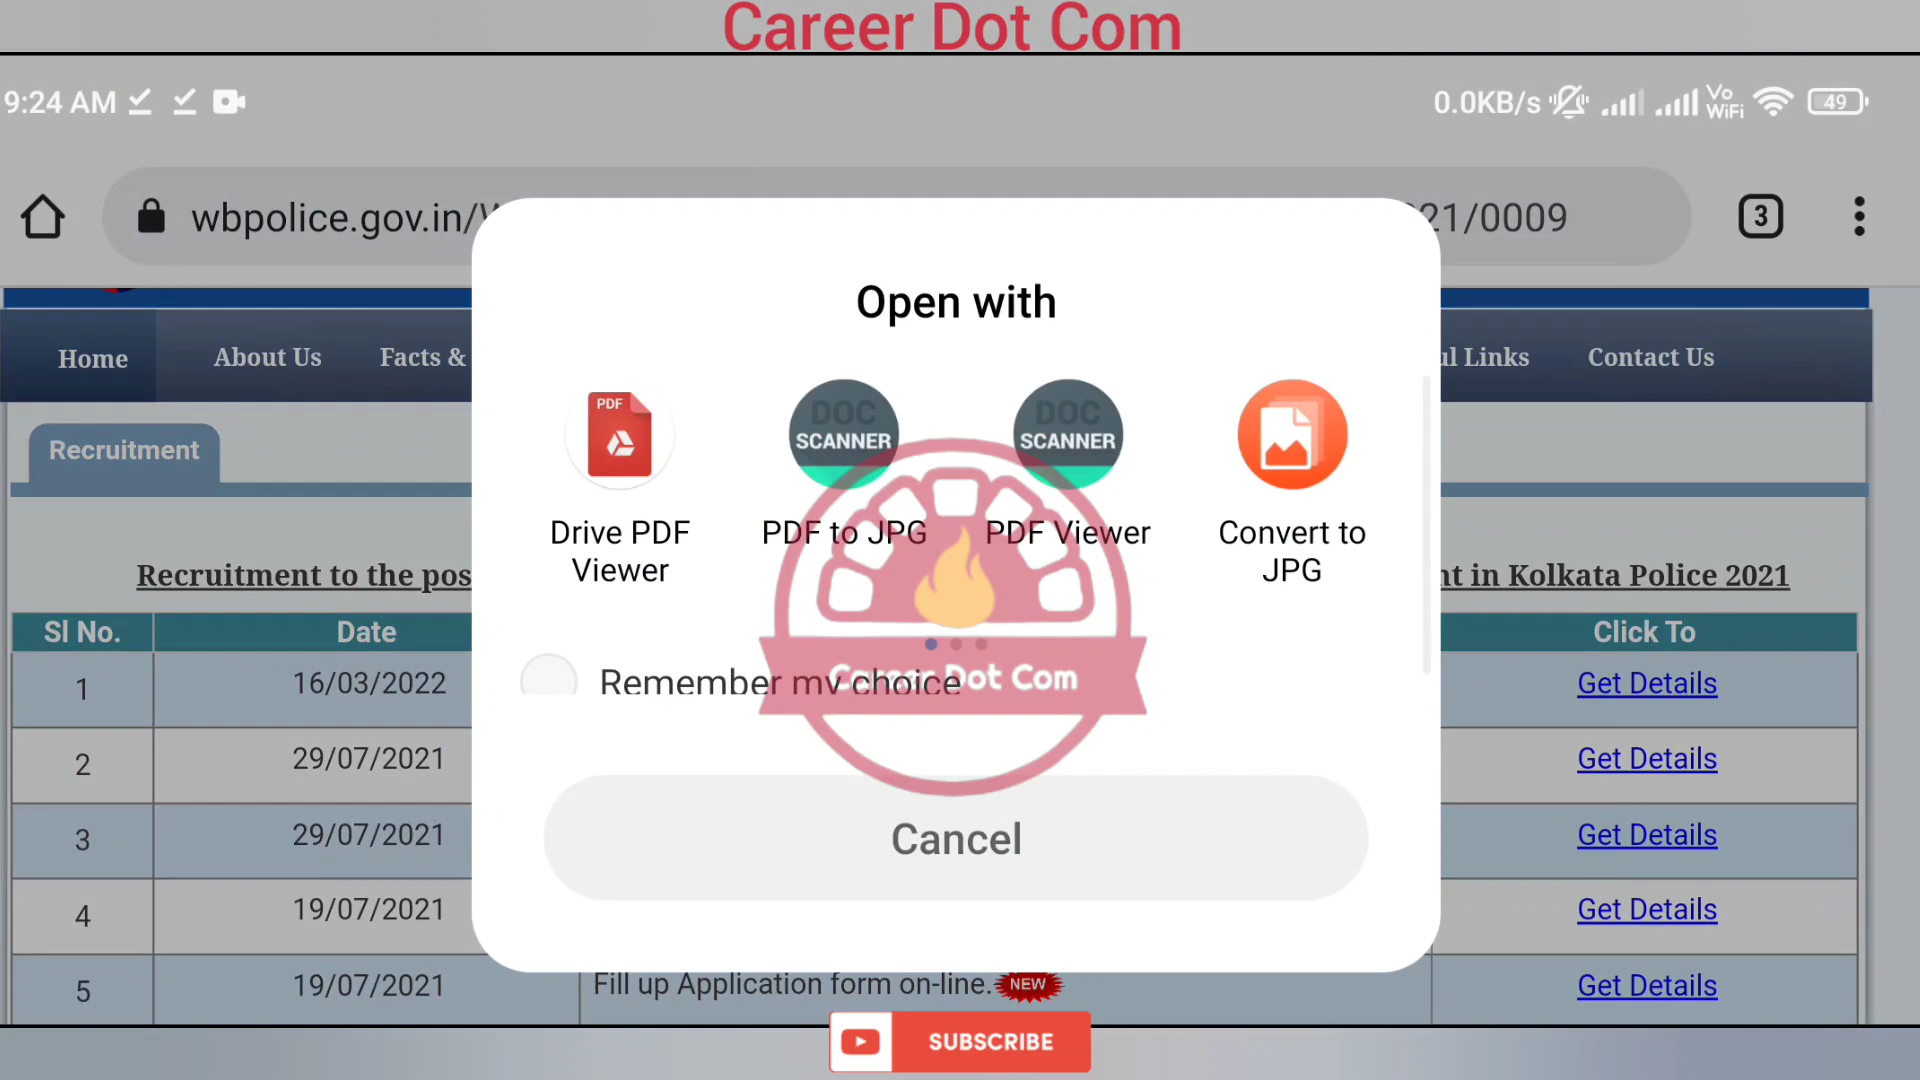 Career Dot Com
9:24 AM
0.0KB/s
Vo
WiFi
49
wbpolice.gov.in/
21/0009
3
Open with
Home
About Us
Facts &
ul Links
Contact Us
PDF
DOC
SCANNER
DOC
SCANNER
Recruitment
Drive PDF
Viewer
PDF to JPG
PDF Viewer
Convert to
JPG
Recruitment to the pos
nt in Kolkata Police 2021
Sl No.
Date
Click To
1
16/03/2022
Get Details
Remember my choice
Career Dot Com
2
29/07/2021
Get Details
3
29/07/2021
Get Details
Cancel
4
19/07/2021
Get Details
5
19/07/2021
Fill up Application form on-line.
NEW
Get Details
SUBSCRIBE